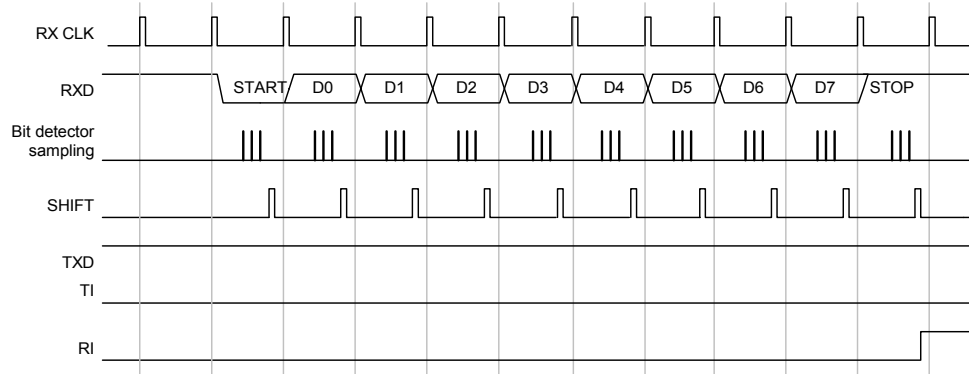 RX CLK
RXD START D0 D1 D2 D3 D4 D5 D6 D7 STOP
Bit detector
sampling
SHIFT
TXD
TI
RI